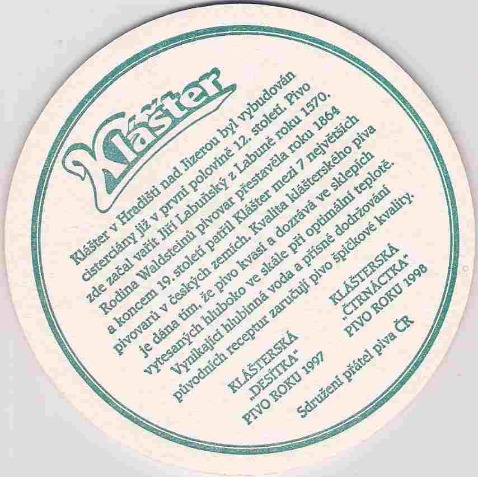 Klášter
Klášter v Hradišti nad Jizerou byl vybudován
cisterciány již v první polovině 12. století. Pivo
zde začal vařit Jiří Labuňský z Labuně roku 1570.
Rodina Waldsteinů pivovar přestavěla roku 1864
a koncem 19. století patřil Klášter mezi 7 největších
pivovarů v českých zemích. Kvalita klášterského piva
je dána tím, že pivo kvasí a dozrává ve sklepích
vytesaných hluboko ve skále při optimální teplotě.
Vynikající hlubinná voda a přísné dodržování
původních receptur zaručují pivo špičkové kvality.
KLÁŠTERSKÁ
„DESÍTKA“
PIVO ROKU 1997
KLÁŠTERSKÁ
„ČTRNÁCTKA“
PIVO ROKU 1998
Sdružení přátel piva ČR